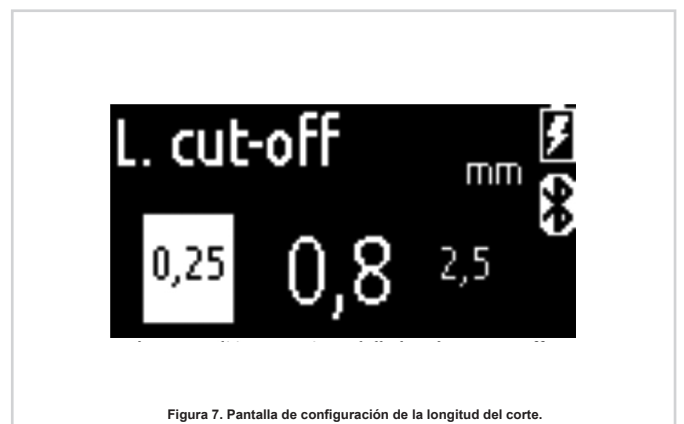 L. cut-off
mm
0,25 0,8 2,5
Figura 7. Pantalla de configuración de la longitud del corte.